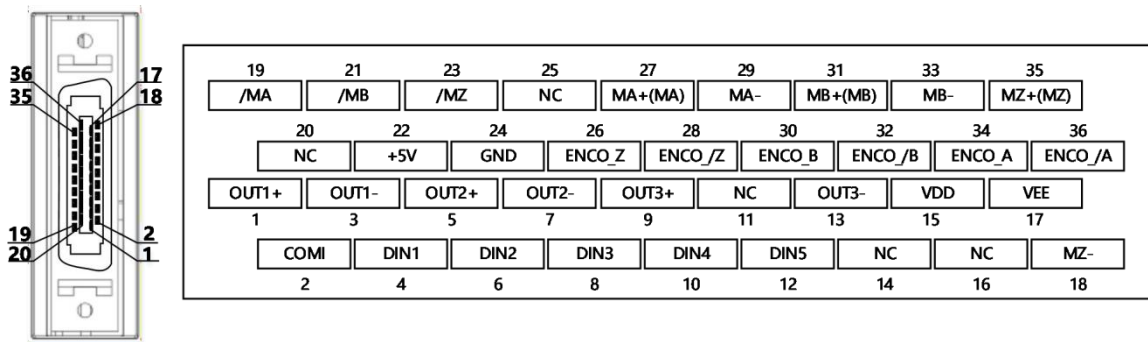 36 17
35 18
19 2
20 1
19 21 23 25 27 29 31 33 35
/MA /MB /MZ NC MA+(MA) MA- MB+(MB) MB- MZ+(MZ)
20 22 24 26 28 30 32 34 36
NC +5V GND ENCO_Z ENCO_/Z ENCO_B ENCO_/B ENCO_A ENCO_/A
OUT1+ OUT1- OUT2+ OUT2- OUT3+ NC OUT3- VDD VEE
1 3 5 7 9 11 13 15 17
COMI DIN1 DIN2 DIN3 DIN4 DIN5 NC NC MZ-
2 4 6 8 10 12 14 16 18